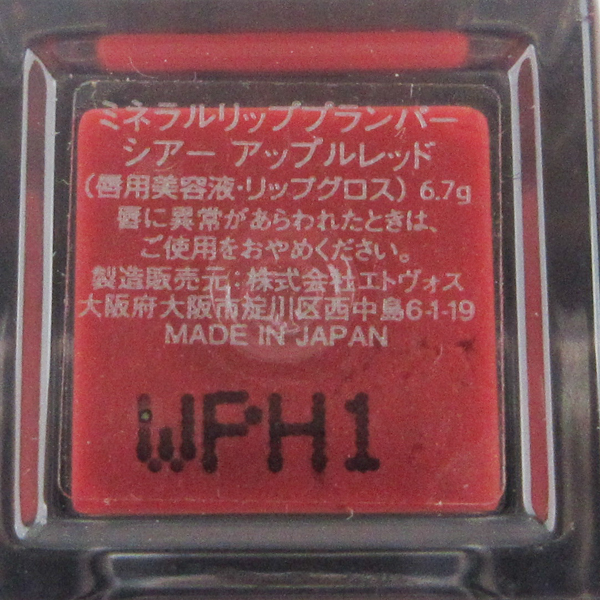 ミネラルリッププランパー
シアー アップルレッド
（唇用美容液・リップグロス） 6.7g
唇に異常があらわれたときは、
ご使用をおやめください。
製造販売元：株式会社エトヴォス
大阪府大阪市淀川区西中島6-1-19
MADE IN JAPAN
WPH1